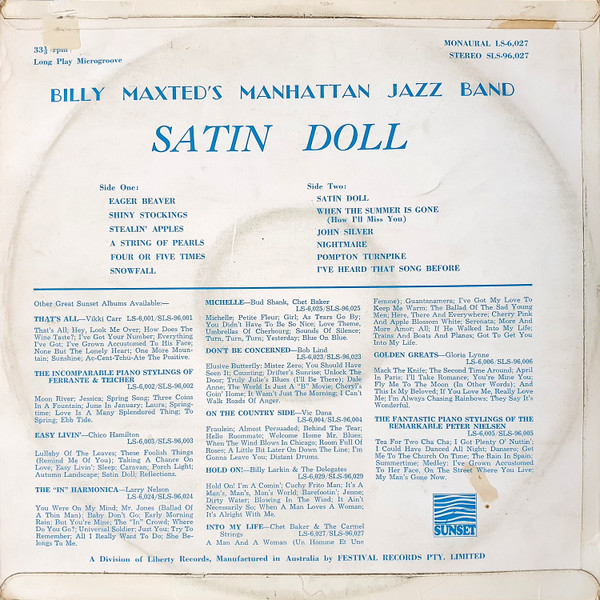 33⅓ rpm
Long Play Microgroove
MONAURAL LS-6,027
STEREO SLS-96,027
BILLY MAXTED'S MANHATTAN JAZZ BAND
SATIN DOLL
Side One:
EAGER BEAVER
SHINY STOCKINGS
STEALIN' APPLES
A STRING OF PEARLS
FOUR OR FIVE TIMES
SNOWFALL
Side Two:
SATIN DOLL
WHEN THE SUMMER IS GONE
(How I'll Miss You)
JOHN SILVER
NIGHTMARE
POMPTON TURNPIKE
I'VE HEARD THAT SONG BEFORE
Other Great Sunset Albums Available:—
THAT'S ALL—Vikki Carr LS-6,001/SLS-96,001
That's All; Hey, Look Me Over; How Does The
Wine Taste?; I've Got Your Number; Everything
I've Got; I've Grown Accustomed To His Face;
None But The Lonely Heart; One More Moun-
tain; Sunshine; Ac-Cent-Tchu-Ate The Positive.
THE INCOMPARABLE PIANO STYLINGS OF
FERRANTE & TEICHER
LS-6,002/SLS-96,002
Moon River; Jessica; Spring Song; Three Coins
In A Fountain; June In January; Laura; Spring-
time; Love Is A Many Splendored Thing; To
Spring; Ebb Tide.
EASY LIVIN'—Chico Hamilton
LS-6,003/SLS-96,003
Lullaby Of The Leaves; These Foolish Things
(Remind Me Of You); Taking A Chance On
Love; Easy Livin'; Sleep; Caravan; Porch Light;
Autumn Landscape; Satin Doll; Reflections.
THE "IN" HARMONICA—Larry Nelson
LS-6,024/SLS-96,024
You Were On My Mind; Mr. Jones (Ballad Of
A Thin Man); Baby Don't Go; Early Morning
Rain; But You're Mine; The "In" Crowd; Where
Do You Go?; Universal Soldier; Just You; Try To
Remember; All I Really Want To Do; She Be-
longs To Me.
MICHELLE—Bud Shank, Chet Baker
LS-6,025/SLS-96,025
Michelle; Petite Fleur; Girl; As Tears Go By;
You Didn't Have To Be So Nice; Love Theme,
Umbrellas Of Cherbourg; Sounds Of Silence;
Turn, Turn, Turn; Yesterday; Blue On Blue.
DON'T BE CONCERNED—Bob Lind
LS-6,023/SLS-96,023
Elusive Butterfly; Mister Zero; You Should Have
Seen It; Counting; Drifter's Sunrise; Unlock The
Door; Truly Julie's Blues (I'll Be There); Dale
Anne; The World Is Just A "B" Movie; Cheryl's
Goin' Home; It Wasn't Just The Morning; I Can't
Walk Roads Of Anger.
ON THE COUNTRY SIDE—Vic Dana
LS-6,004/SLS-96,004
Fraulein; Almost Persuaded; Behind The Tear;
Hello Roommate; Welcome Home Mr. Blues;
When The Wind Blows In Chicago; Room Full Of
Roses; A Little Bit Later On Down The Line; I'm
Gonna Leave You; Distant Drums.
HOLD ON!—Billy Larkin & The Delegates
LS-6,029/SLS-96,029
Hold On! I'm A Comin'; Cuchy Frito Man; It's A
Man's, Man's, Man's World; Barefootin'; Jenne;
Dirty Water; Blowing In The Wind; It Ain't
Necessarily So; When A Man Loves A Woman;
It's Alright With Me.
INTO MY LIFE—Chet Baker & The Carmel
Strings LS-6,027/SLS-96,027
A Man And A Woman (Un Homme Et Une
Femme); Guantanamera; I've Got My Love To
Keep Me Warm; The Ballad Of The Sad Young
Men; Here, There And Everywhere; Cherry Pink
And Apple Blossom White; Serenata; More And
More Amor; All; If He Walked Into My Life;
Trains And Boats And Planes; Got To Get You
Into My Life.
GOLDEN GREATS—Gloria Lynne
LS-6,006/SLS-96,006
Mack The Knife; The Second Time Around; April
In Paris; I'll Take Romance; You're Mine You;
Fly Me To The Moon (In Other Words); And
This Is My Beloved; If You Love Me, Really Love
Me; I'm Always Chasing Rainbows; They Say It's
Wonderful.
THE FANTASTIC PIANO STYLINGS OF THE
REMARKABLE PETER NIELSEN
LS-6,005/SLS-96,005
Tea For Two Cha Cha; I Got Plenty O' Nuttin';
I Could Have Danced All Night; Dansero; Get
Me To The Church On Time; The Rain In Spain;
Summertime; Medley: I've Grown Accustomed
To Her Face, On The Street Where You Live;
My Man's Gone Now.
SUNSET
A Division of Liberty Records, Manufactured in Australia by FESTIVAL RECORDS PTY. LIMITED